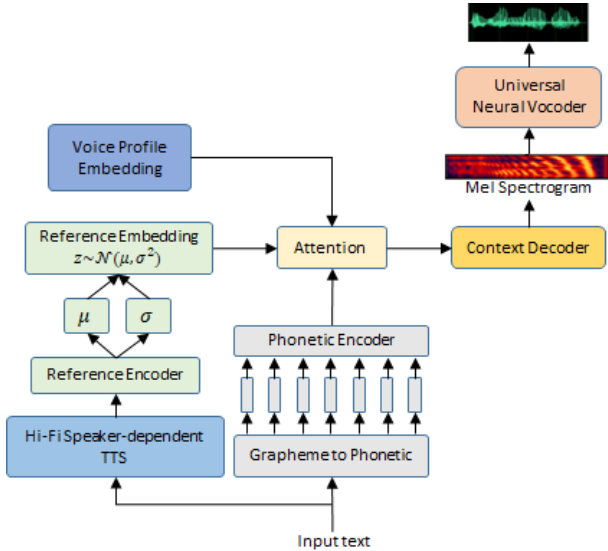 Universal
Neural Vocoder
Voice Profile
Embedding
Mel Spectrogram
Reference Embedding
z~𝒩(μ, σ²)
Attention
Context Decoder
μ
σ
Phonetic Encoder
Reference Encoder
Hi-Fi Speaker-dependent
TTS
Grapheme to Phonetic
Input text